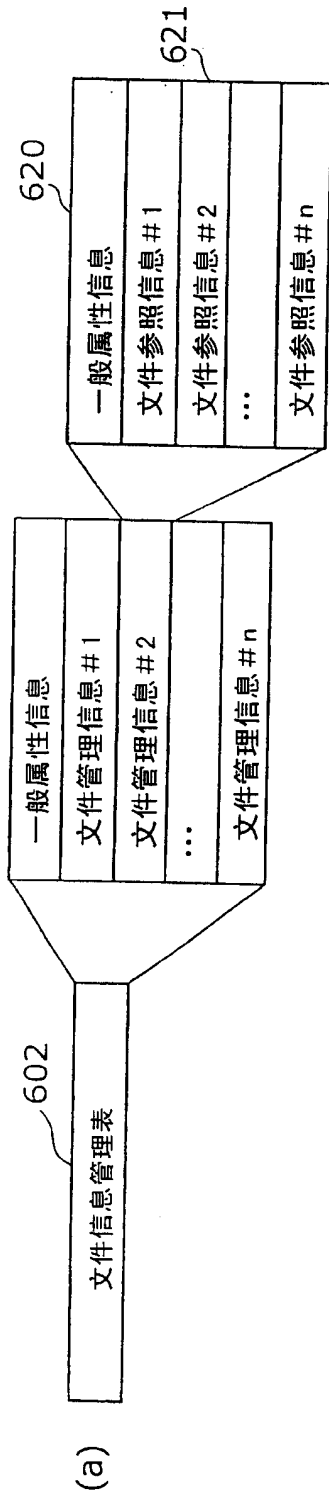 (a)
602
文件信息管理表
一般属性信息
文件管理信息#1
文件管理信息#2
...
文件管理信息#n
620
一般属性信息
文件参照信息#1
文件参照信息#2
...
文件参照信息#n
621